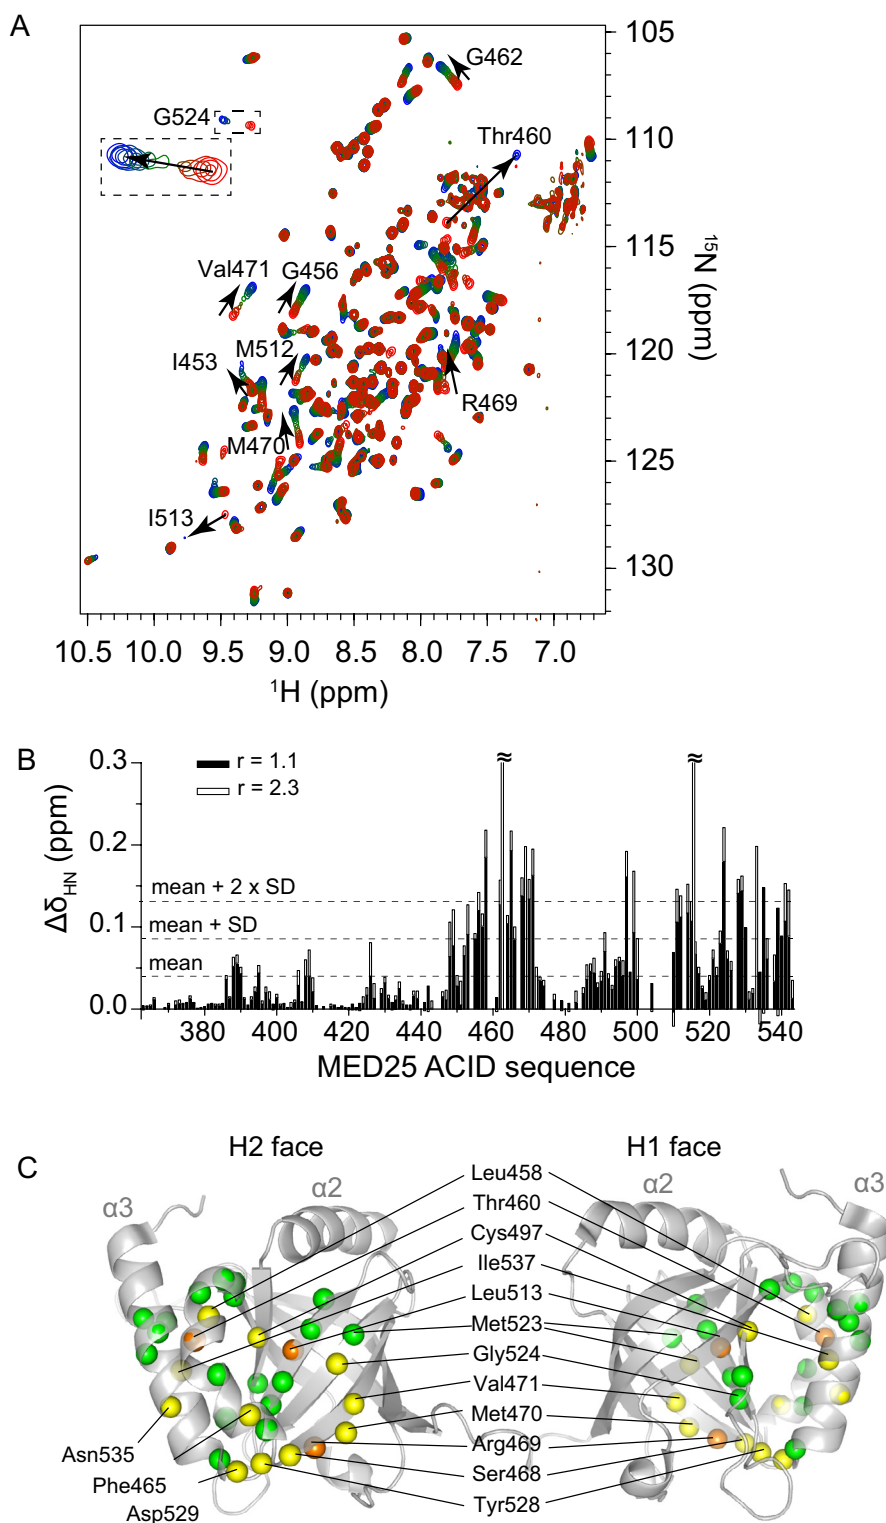 A
G462
G524
Thr460
Val471
G456
I453
M512
R469
M470
I513
105
110
115
120
125
130
¹⁵N (ppm)
10.5 10.0 9.5 9.0 8.5 8.0 7.5 7.0
¹H (ppm)
B
r = 1.1
r = 2.3
≈ ≈
0.3
0.2
0.1
0.0
ΔδHN (ppm)
mean + 2 x SD
mean + SD
mean
380 400 420 440 460 480 500 520 540
MED25 ACID sequence
C
H2 face
H1 face
α3
α2
α2
α3
Leu458
Thr460
Cys497
Ile537
Leu513
Met523
Gly524
Val471
Met470
Arg469
Ser468
Tyr528
Asn535
Phe465
Asp529